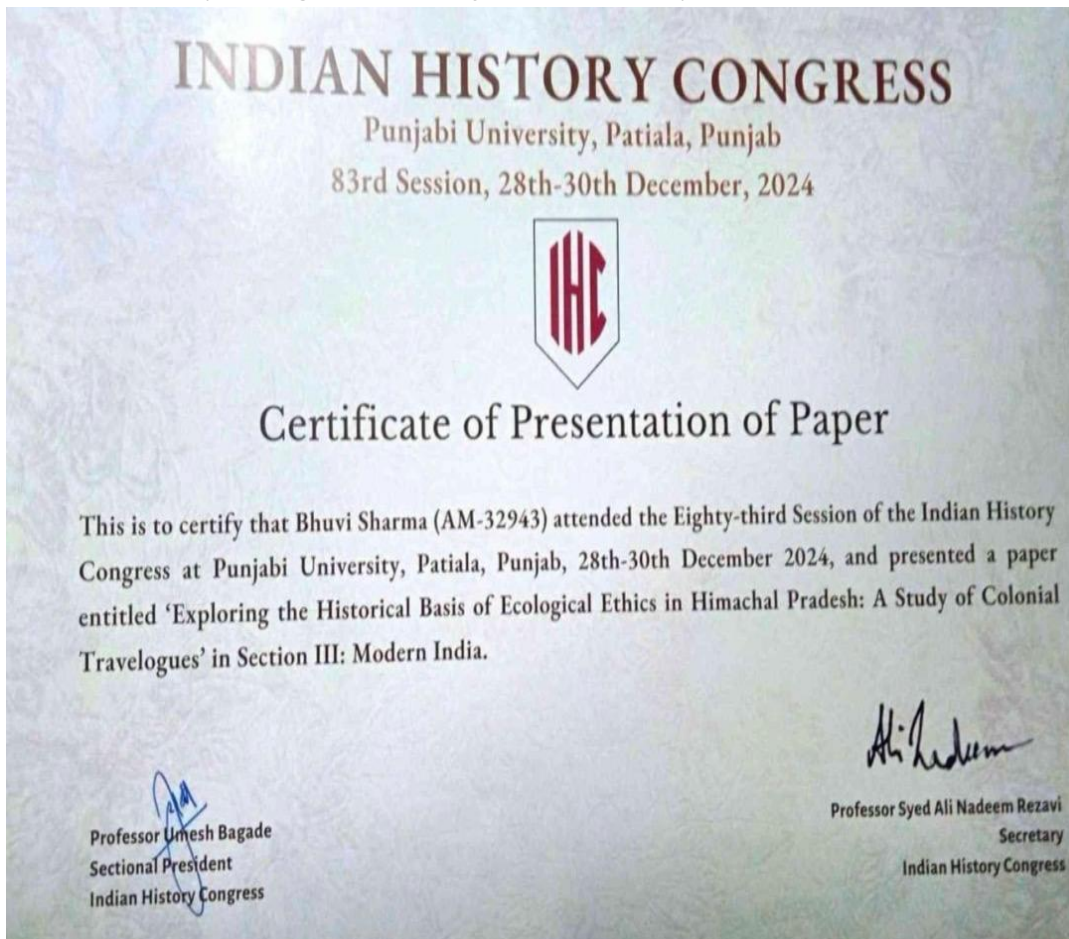 INDIAN HISTORY CONGRESS
Punjabi University, Patiala, Punjab
83rd Session, 28th-30th December, 2024
IHC
Certificate of Presentation of Paper
This is to certify that Bhuvi Sharma (AM-32943) attended the Eighty-third Session of the Indian History
Congress at Punjabi University, Patiala, Punjab, 28th-30th December 2024, and presented a paper
entitled ‘Exploring the Historical Basis of Ecological Ethics in Himachal Pradesh: A Study of Colonial
Travelogues’ in Section III: Modern India.
Ali Nadeem
Professor Umesh Bagade
Sectional President
Indian History Congress
Professor Syed Ali Nadeem Rezavi
Secretary
Indian History Congress